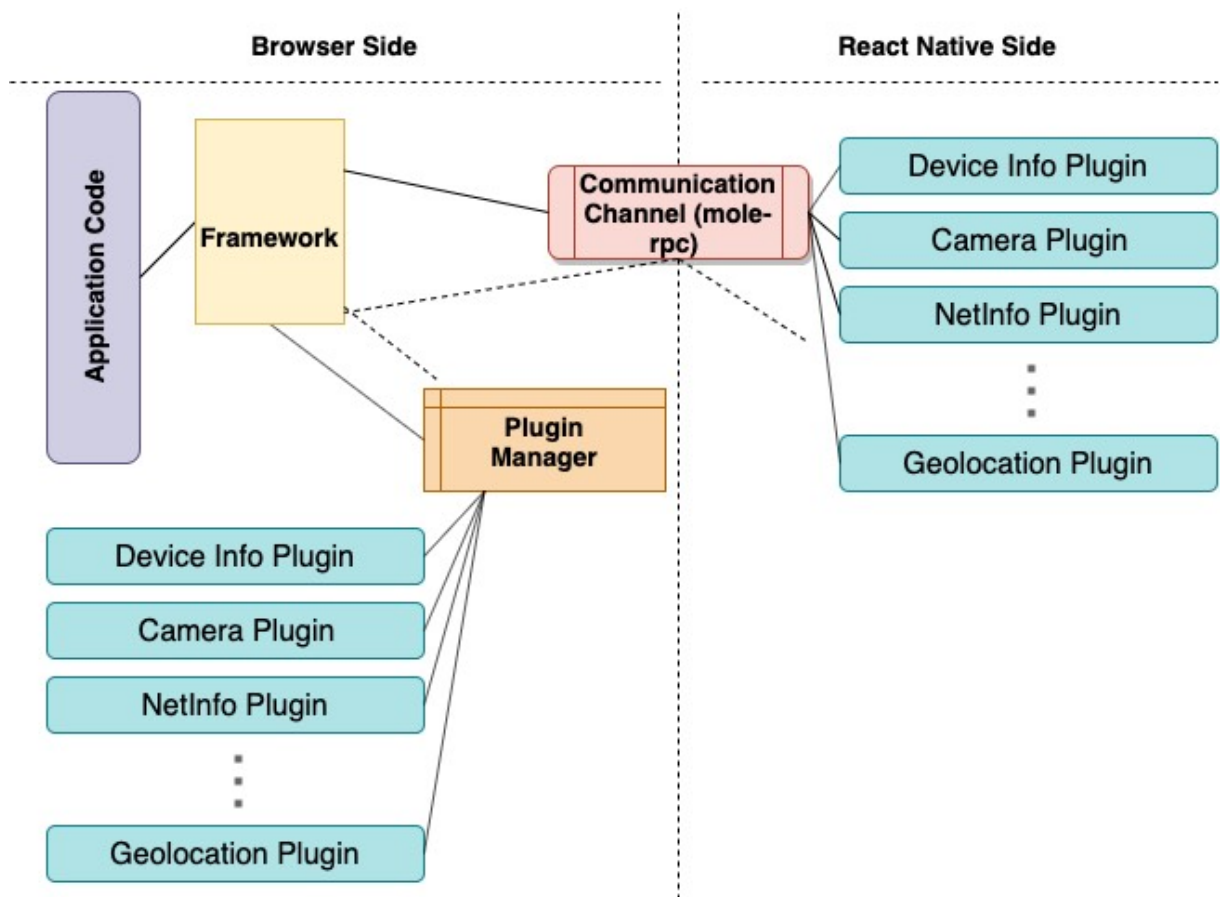 Browser Side
React Native Side
Application Code
Framework
Communication
Channel (mole-
rpc)
Device Info Plugin
Camera Plugin
NetInfo Plugin
Geolocation Plugin
Plugin
Manager
Device Info Plugin
Camera Plugin
NetInfo Plugin
Geolocation Plugin